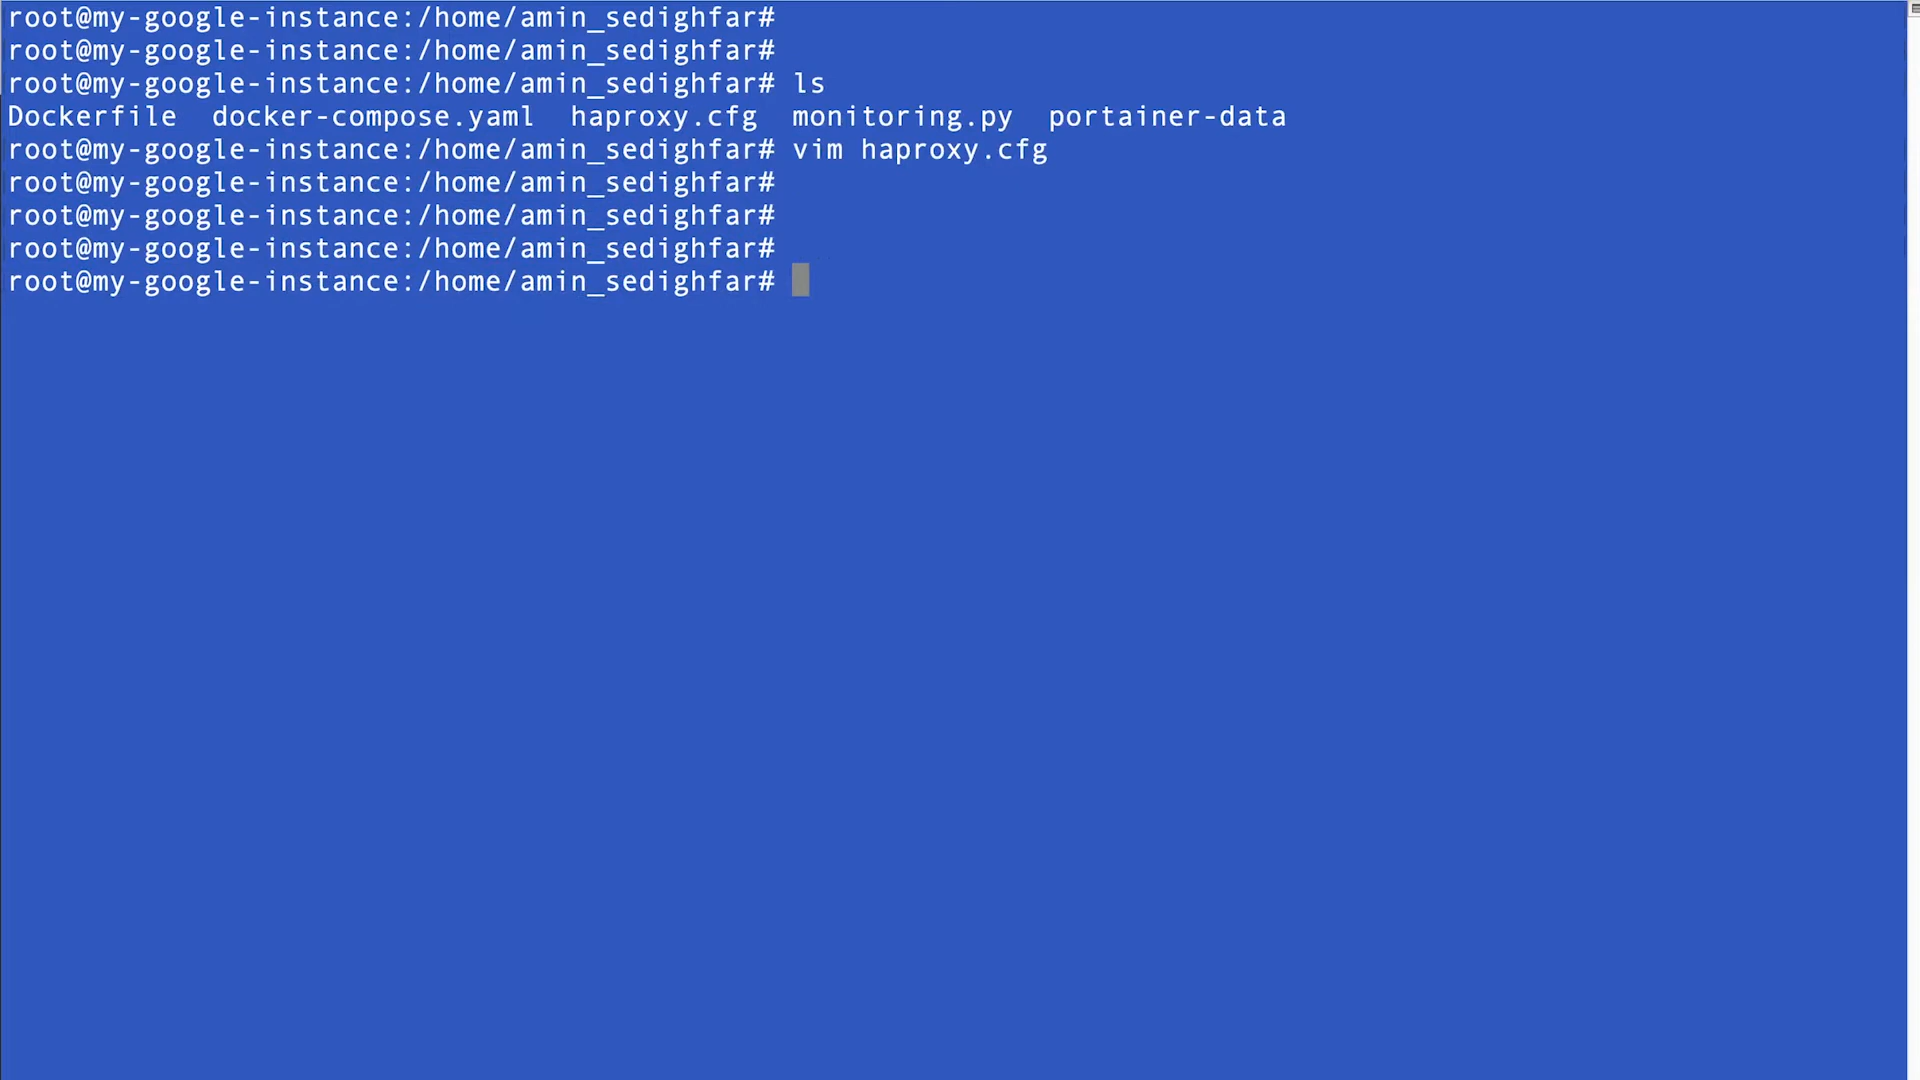 root@my-google-instance:/home/amin_sedighfar#
root@my-google-instance:/home/amin_sedighfar#
root@my-google-instance:/home/amin_sedighfar# ls
Dockerfile  docker-compose.yaml  haproxy.cfg  monitoring.py  portainer-data
root@my-google-instance:/home/amin_sedighfar# vim haproxy.cfg
root@my-google-instance:/home/amin_sedighfar#
root@my-google-instance:/home/amin_sedighfar#
root@my-google-instance:/home/amin_sedighfar#
root@my-google-instance:/home/amin_sedighfar#